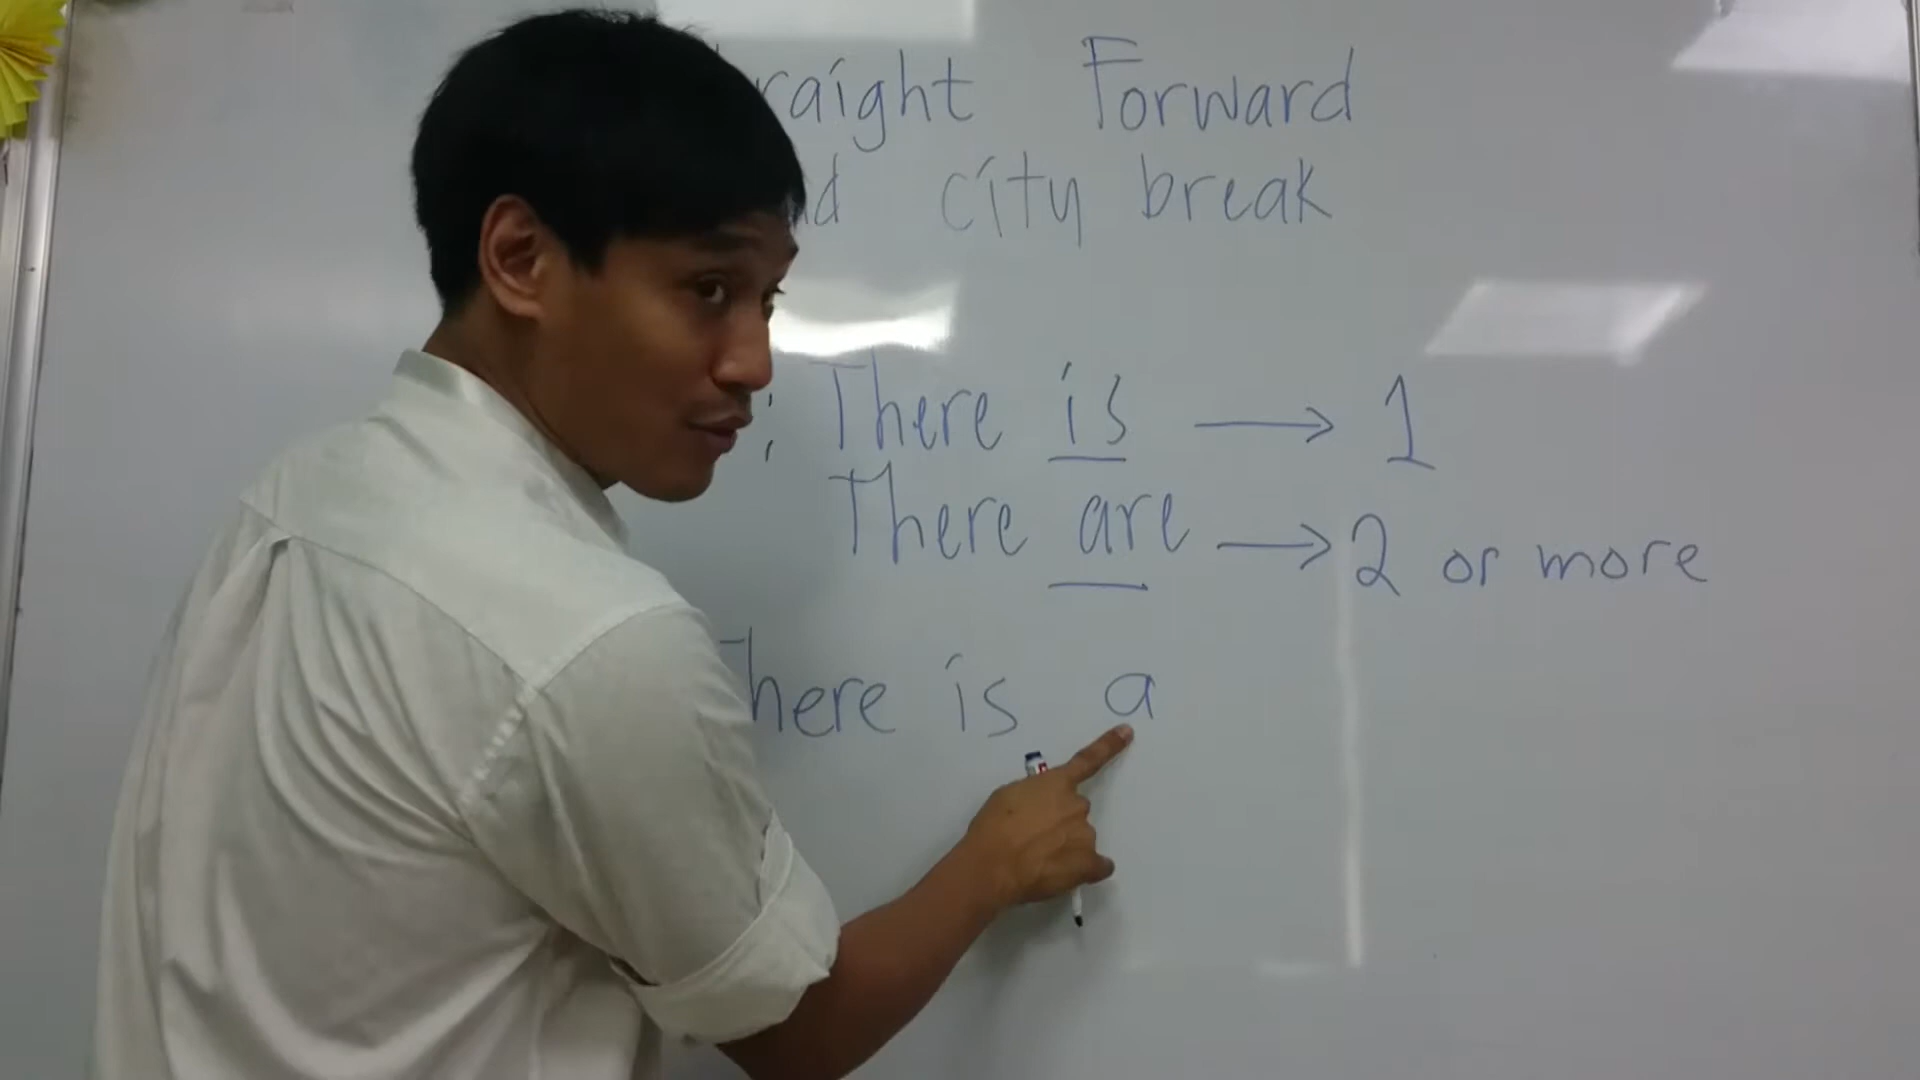 raight Forward
city break
: There is → 1
There are → 2 or more
here is a